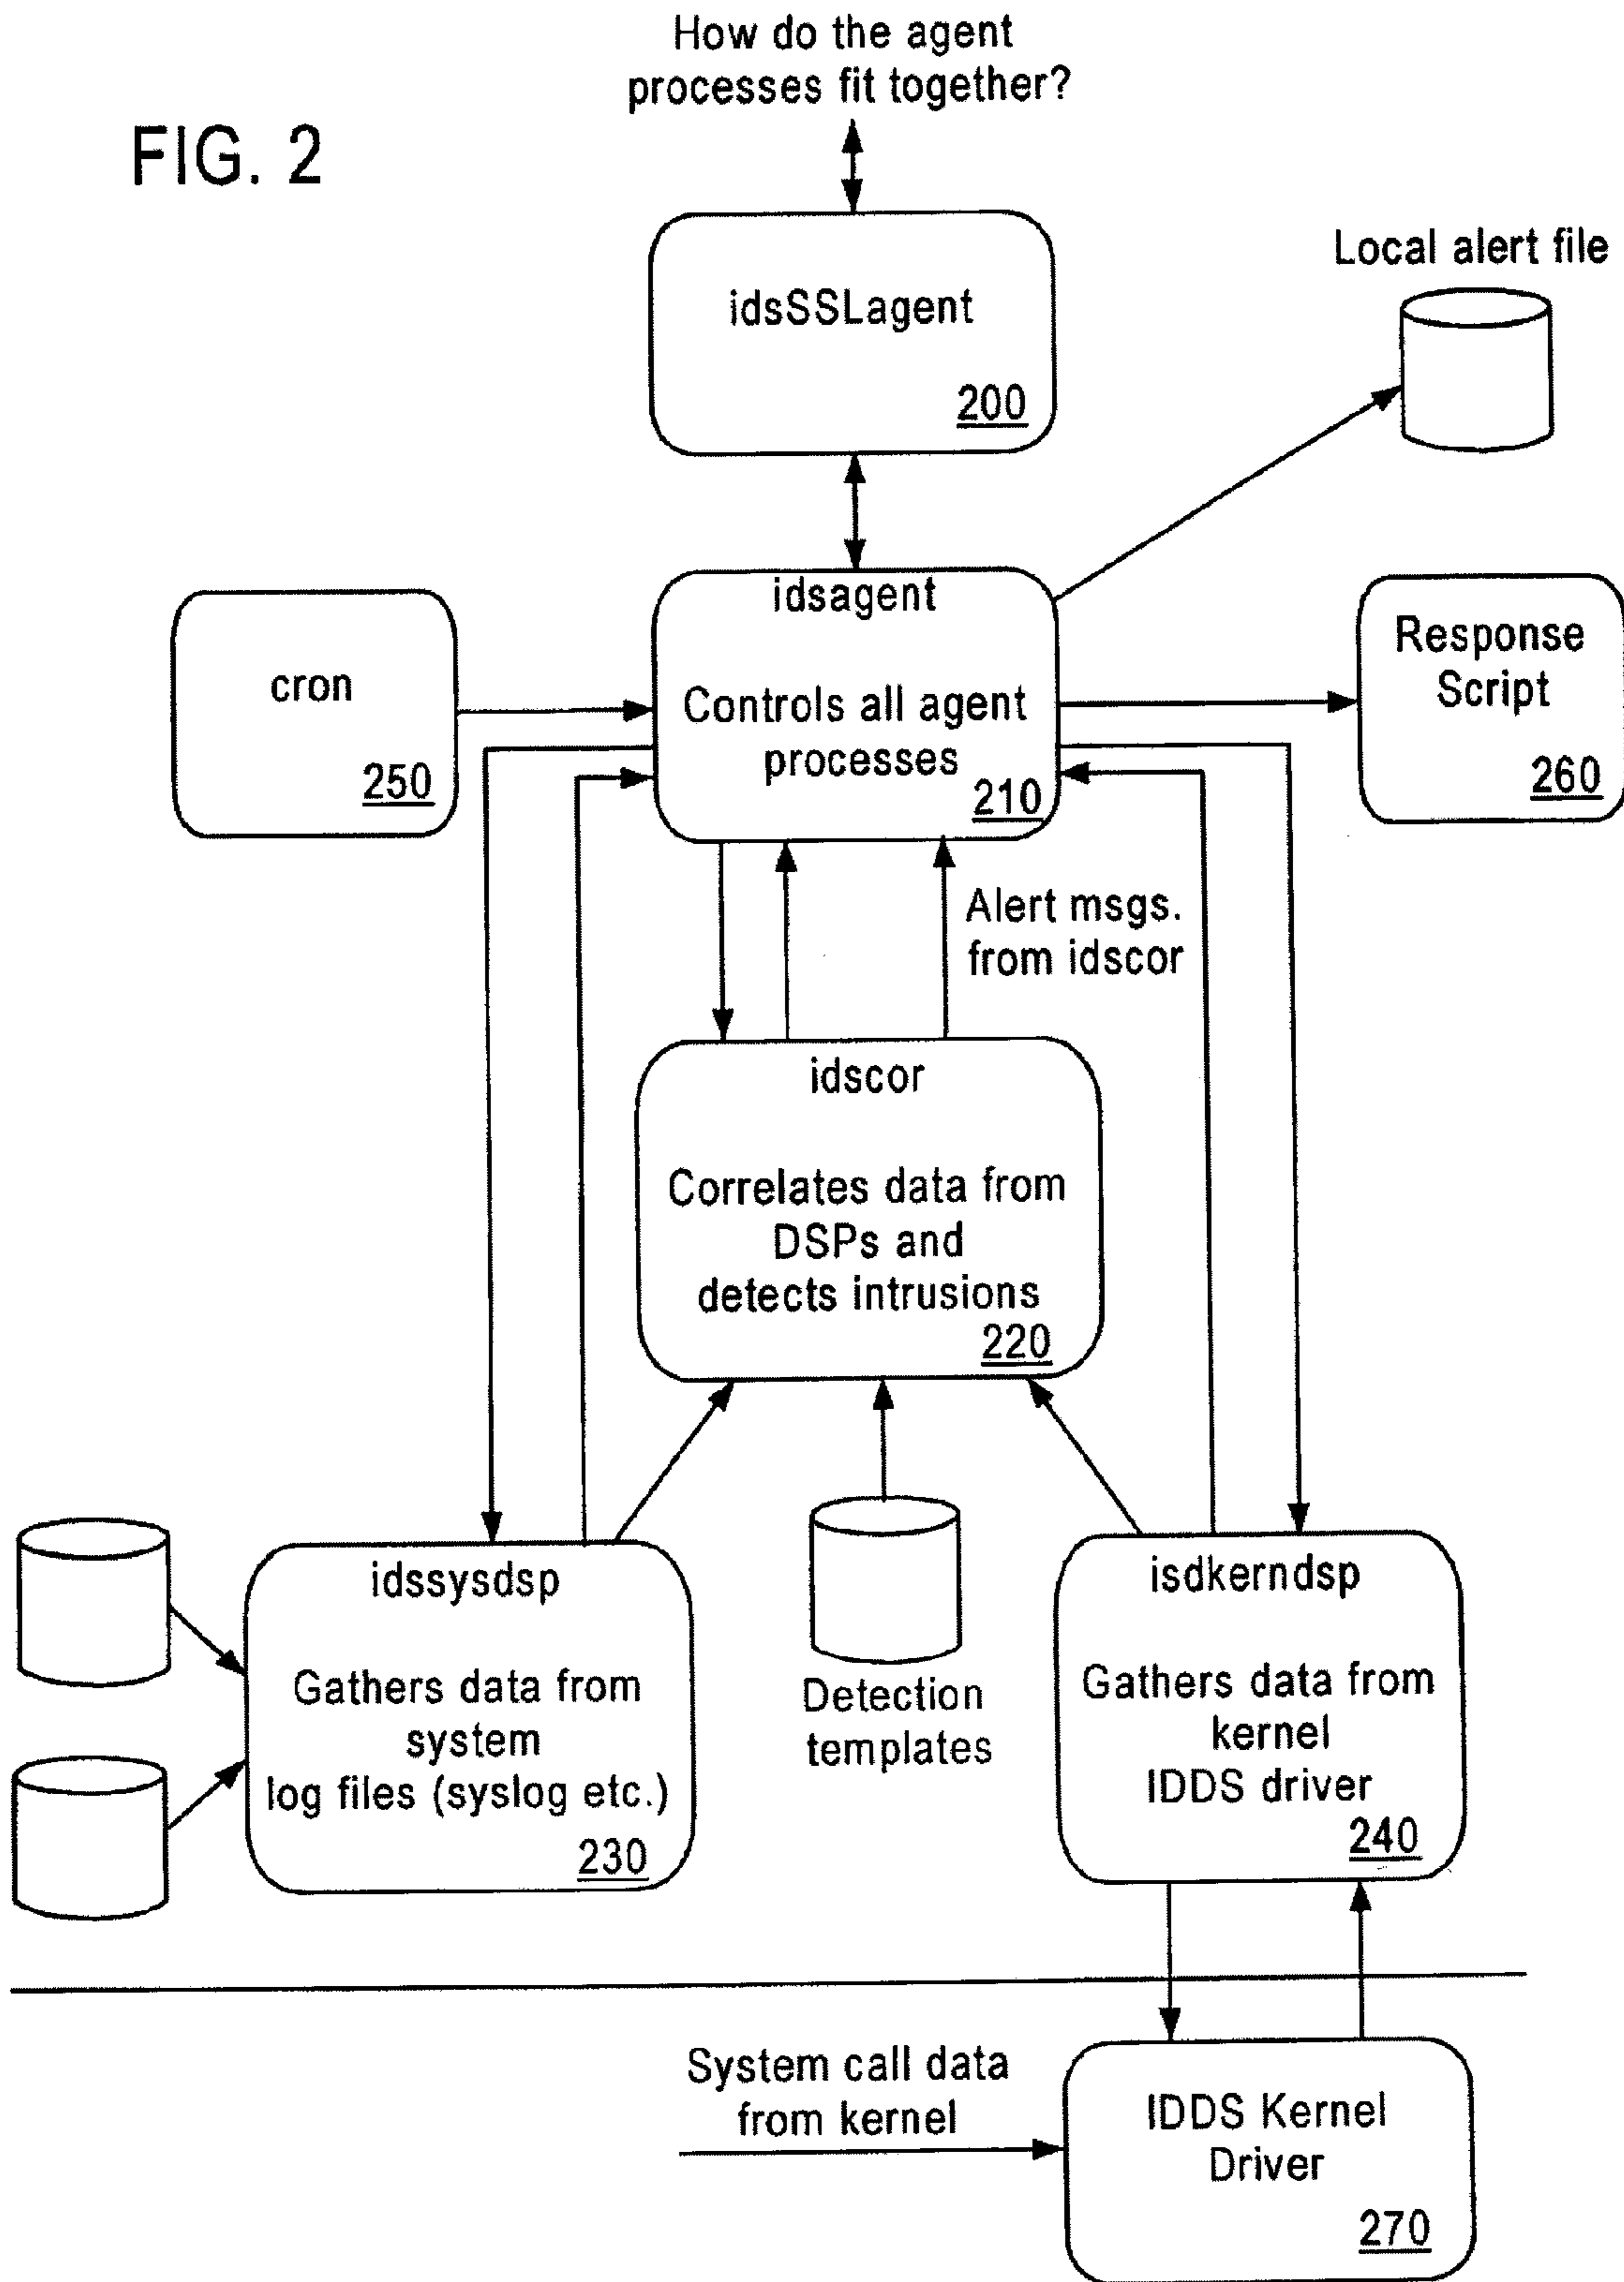 How do the agent
processes fit together?
FIG. 2
idsSSLagent
200
Local alert file
cron
250
idsagent
Controls all agent
processes
210
Response
Script
260
Alert msgs.
from idscor
idscor
Correlates data from
DSPs and
detects intrusions
220
idssysdsp
Gathers data from
system
log files (syslog etc.)
230
Detection
templates
isdkerndsp
Gathers data from
kernel
IDDS driver
240
System call data
from kernel
IDDS Kernel
Driver
270